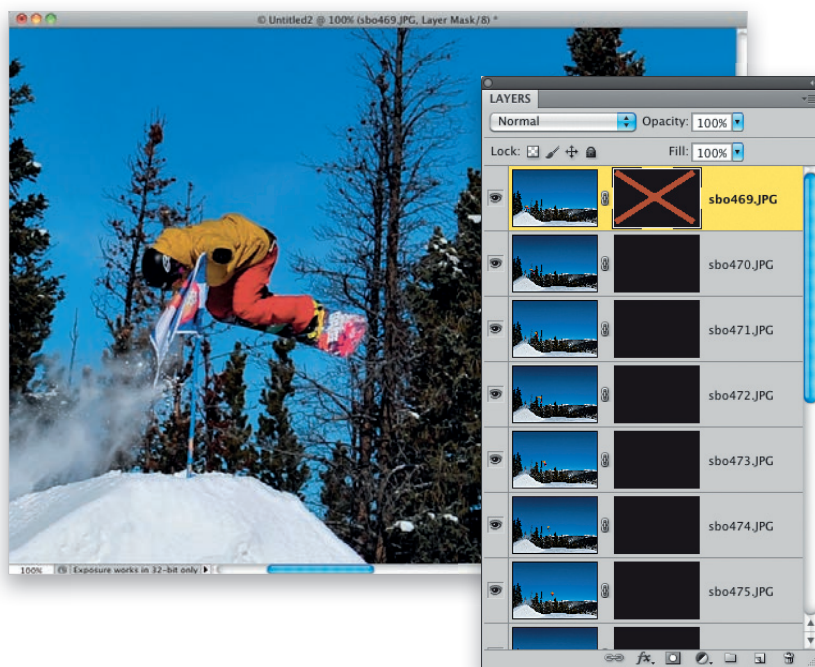 © Untitled2 @ 100% (sbo469.JPG, Layer Mask/8) *
LAYERS
Normal Opacity: 100%
Lock: Fill: 100%
sbo469.JPG
sbo470.JPG
sbo471.JPG
sbo472.JPG
sbo473.JPG
sbo474.JPG
sbo475.JPG
100% Exposure works in 32-bit only
fx.